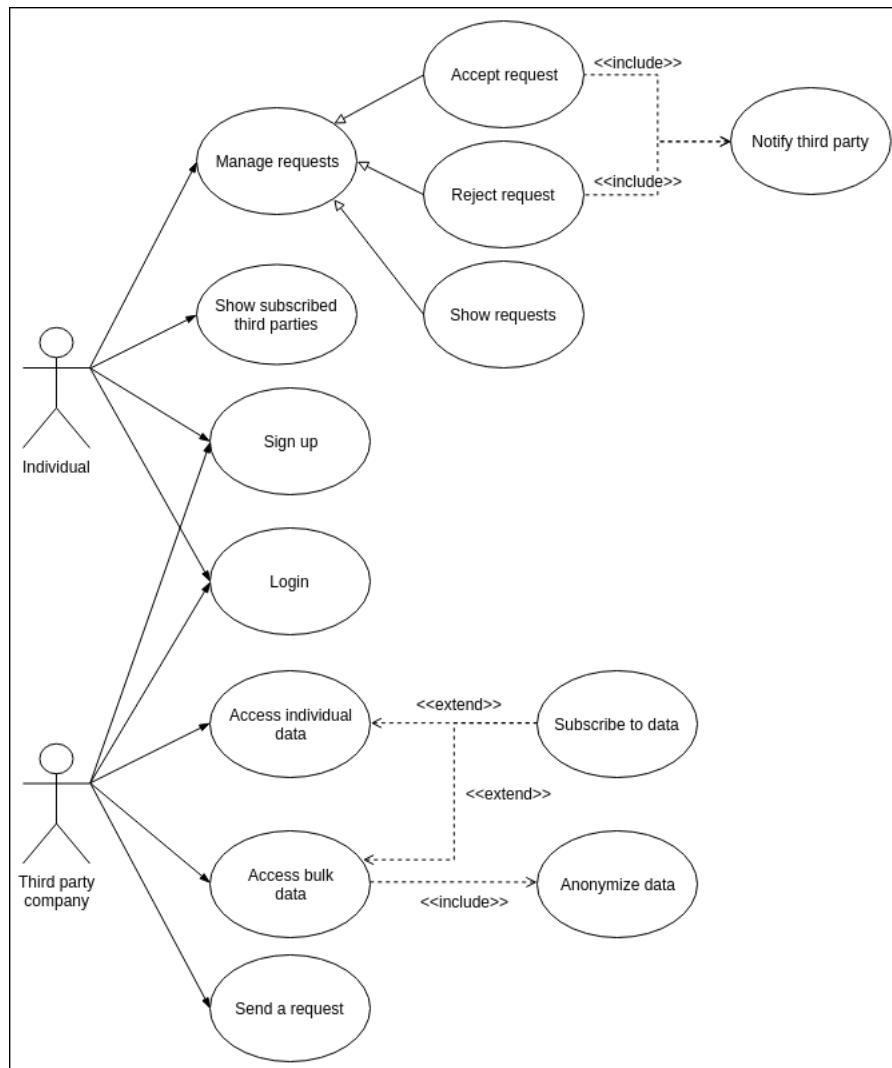 Accept request
<<include>>
Manage requests
Notify third party
Reject request
<<include>>
Show subscribed
third parties
Show requests
Sign up
Individual
Login
Access individual
data
<<extend>>
Subscribe to data
<<extend>>
Third party
company
Access bulk
data
<<include>>
Anonymize data
Send a request